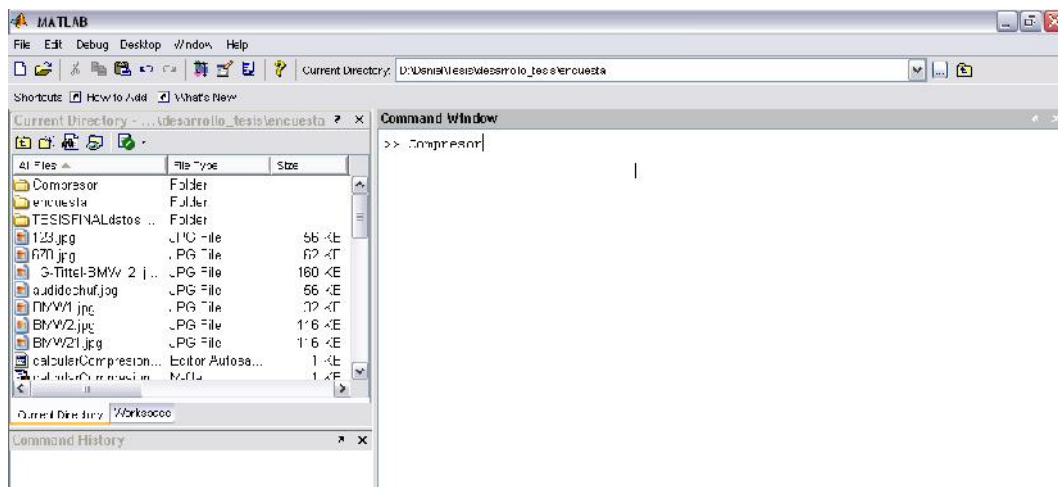 MATLAB
File Edit Debug Desktop Window Help
Current Directory: D:\Daniel\Tesis\desarrollo_tesis\encuesta
Shortcuts How to Add What's New
Current Directory - ...\desarrollo_tesis\encuesta
All Files File Type Size
Compresor Folder
encuesta Folder
TESISFINALdatos ... Folder
123.jpg JPG File 56 KB
670.jpg JPG File 62 KB
JPG File 160 KB
audidechuf.jpg JPG File 56 KB
BMW1.jpg JPG File 32 KB
BMW2.jpg JPG File 116 KB
BMW21.jpg JPG File 116 KB
calcularCompresion... Editor Autosa... 1 KB
1 KB
Current Directory Workspace
Command History
Command Window
>> Compresor